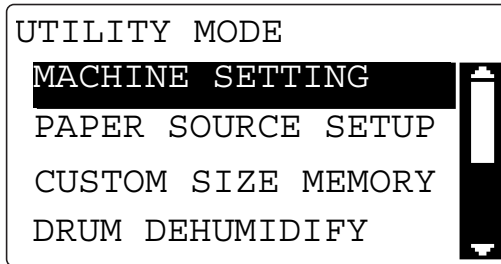 UTILITY MODE
MACHINE SETTING
PAPER SOURCE SETUP
CUSTOM SIZE MEMORY
DRUM DEHUMIDIFY